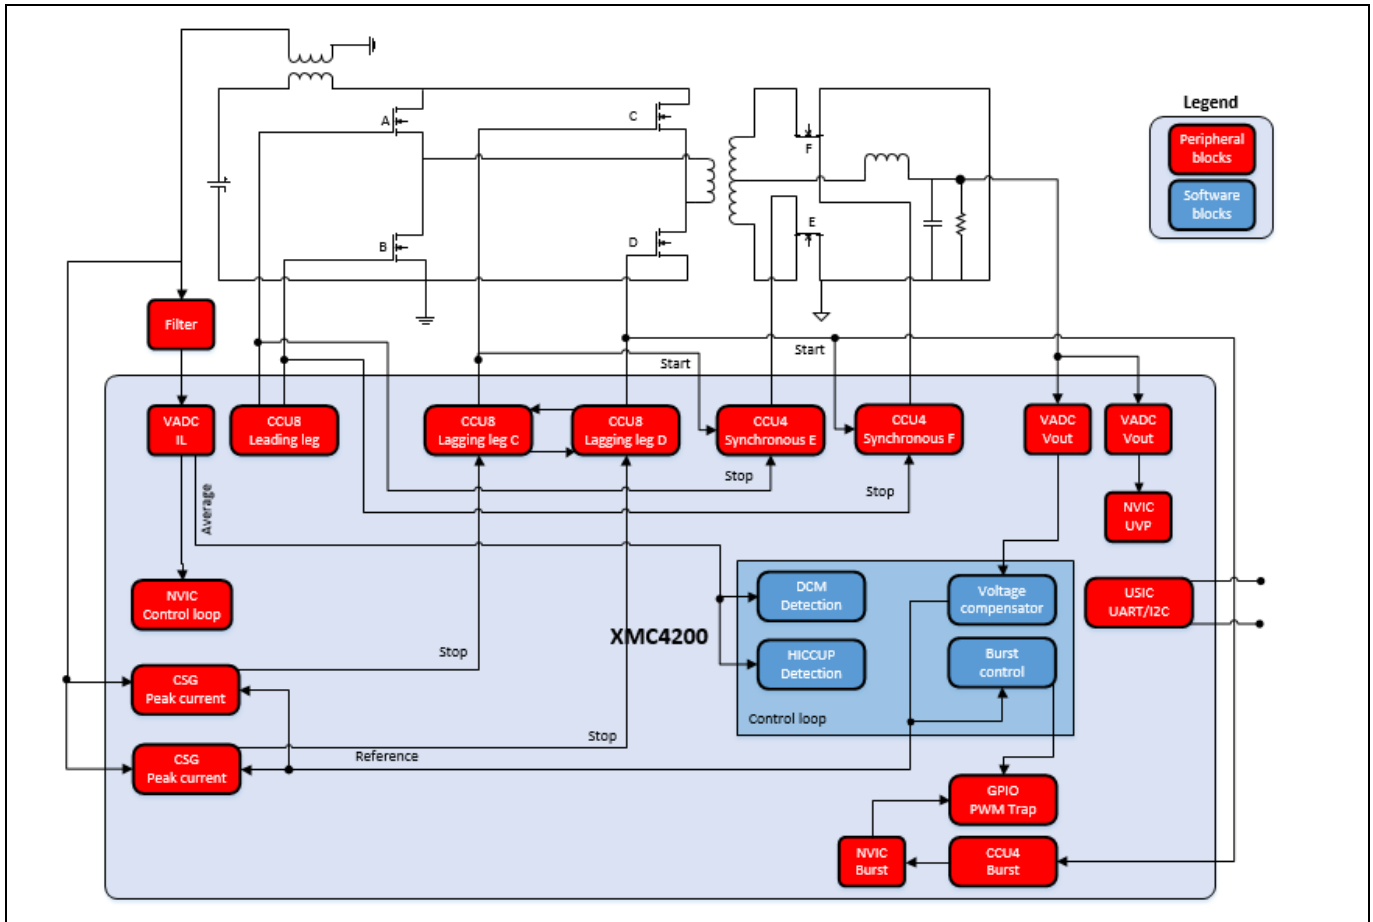 Legend
Peripheral
blocks
Software
blocks
A
C
F
B
D
E
Filter
Start
Start
VADC
IL
CCU8
Leading leg
CCU8
Lagging leg C
CCU8
Lagging leg D
CCU4
Synchronous E
CCU4
Synchronous F
VADC
Vout
VADC
Vout
Average
Stop
Stop
NVIC
UVP
NVIC
Control loop
DCM
Detection
Voltage
compensator
USIC
UART/I2C
XMC4200
HICCUP
Detection
Burst
control
Stop
CSG
Peak current
Control loop
Stop
Reference
CSG
Peak current
GPIO
PWM Trap
NVIC
Burst
CCU4
Burst